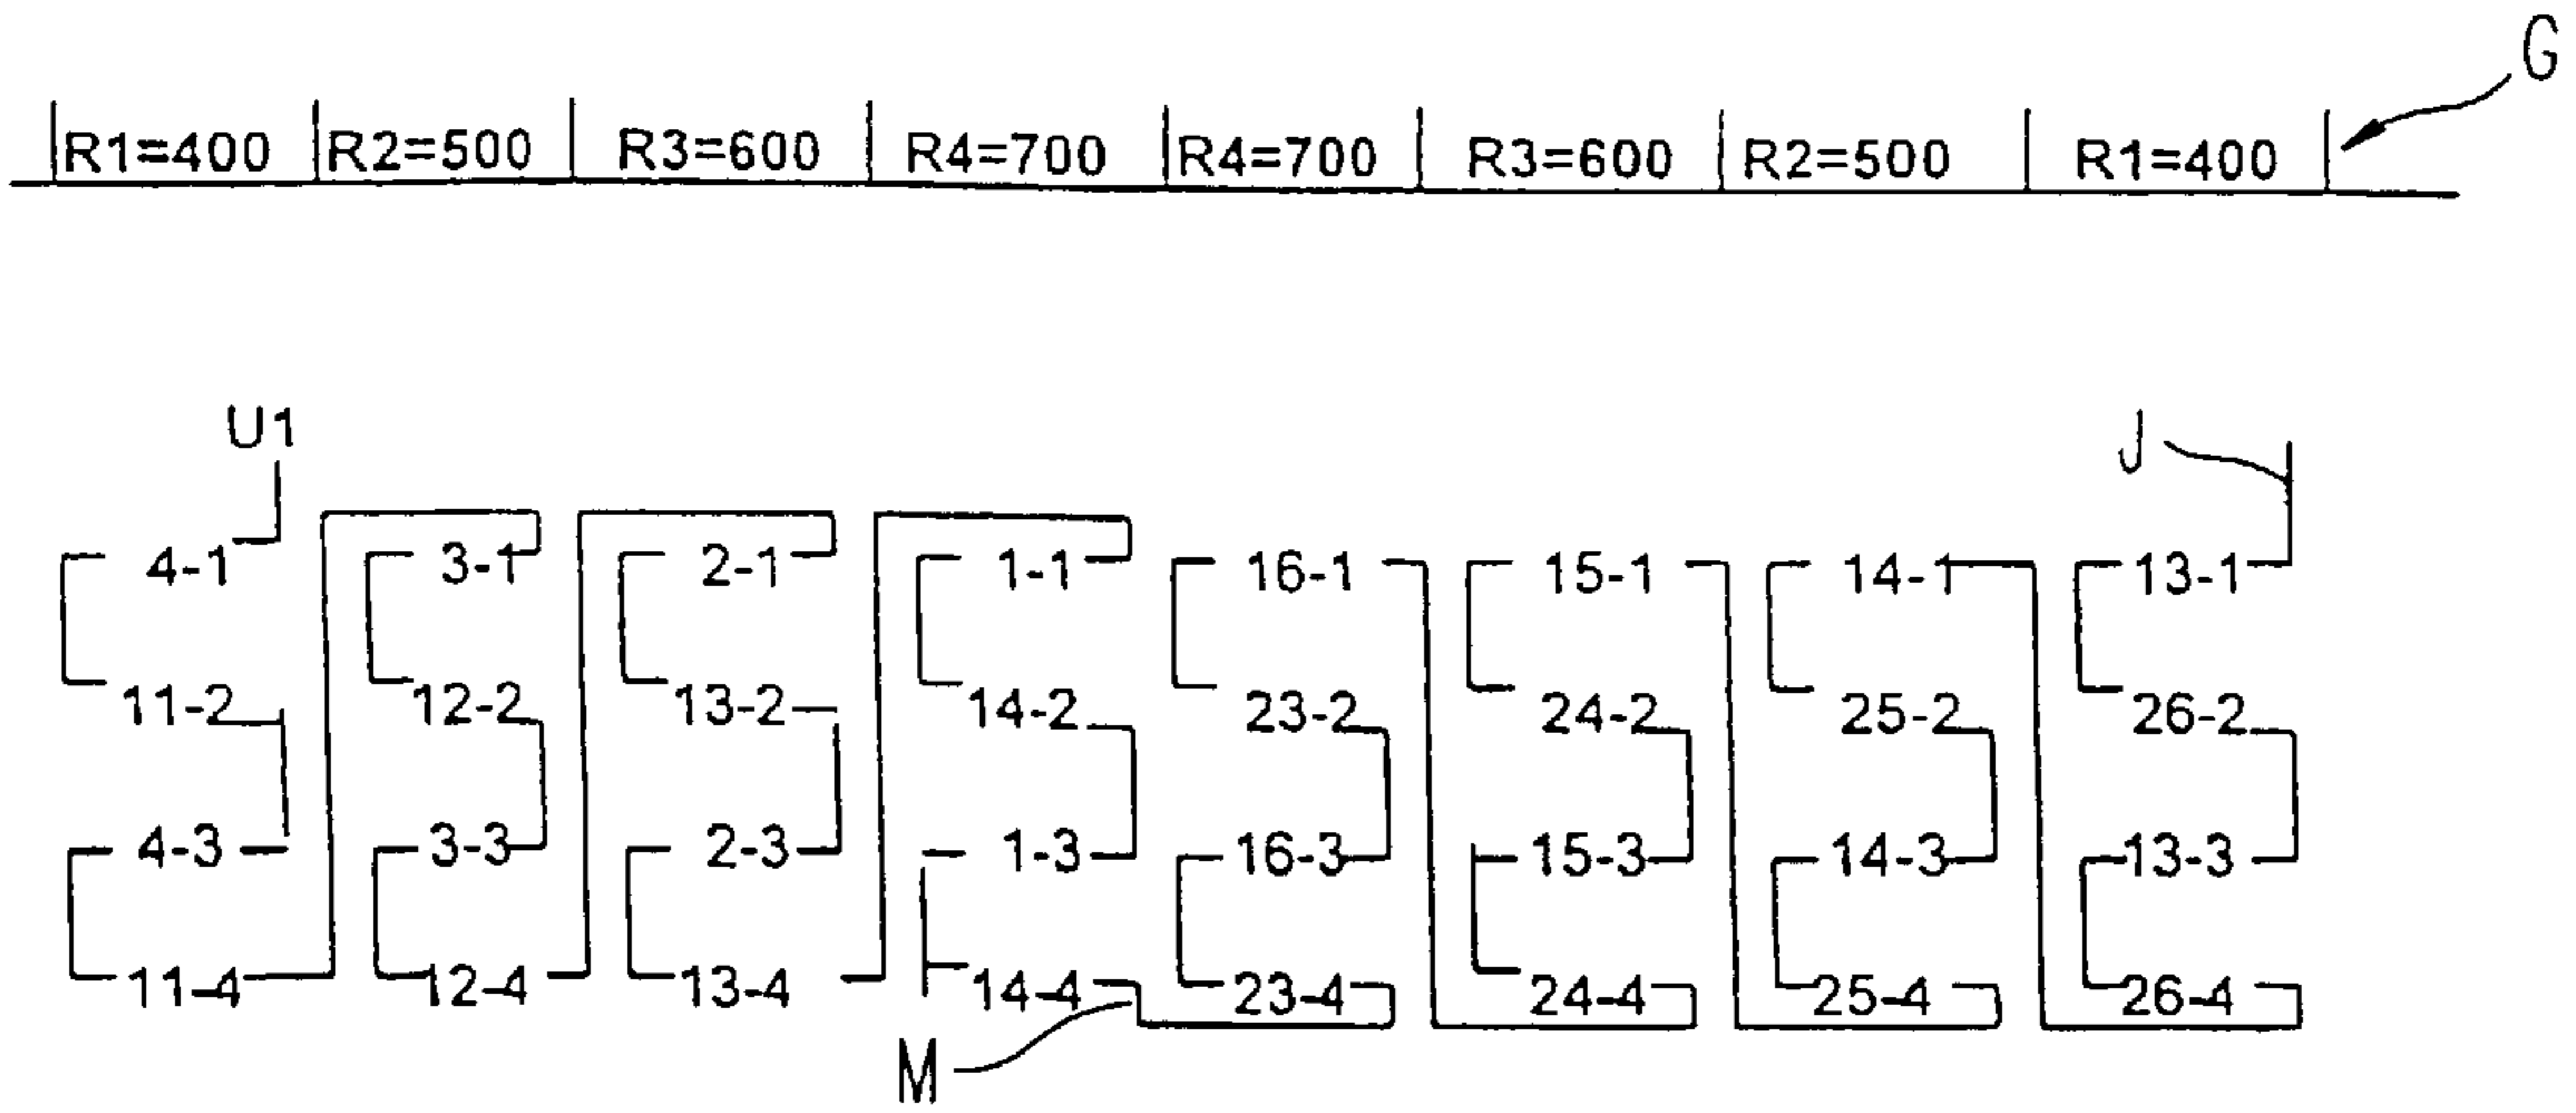 G
R1=400 R2=500 R3=600 R4=700 R4=700 R3=600 R2=500 R1=400
U1 J
4-1 3-1 2-1 1-1 16-1 15-1 14-1 13-1
11-2 12-2 13-2 14-2 23-2 24-2 25-2 26-2
4-3 3-3 2-3 1-3 16-3 15-3 14-3 13-3
11-4 12-4 13-4 14-4 23-4 24-4 25-4 26-4
M